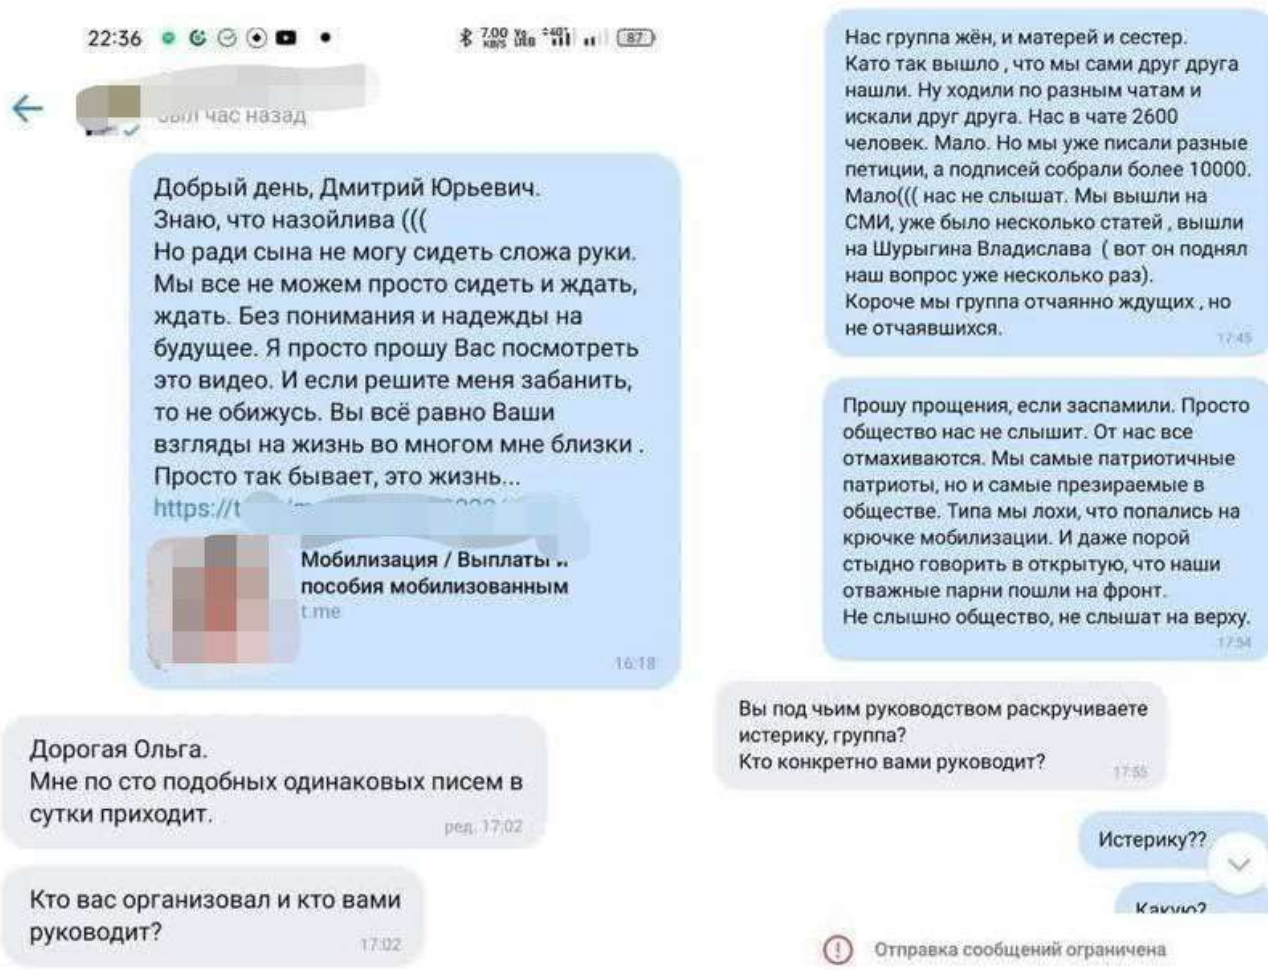 22:36
7.00
KB/S
87
был час назад
Добрый день, Дмитрий Юрьевич.
Знаю, что назойлива (((
Но ради сына не могу сидеть сложа руки.
Мы все не можем просто сидеть и ждать,
ждать. Без понимания и надежды на
будущее. Я просто прошу Вас посмотреть
это видео. И если решите меня забанить,
то не обижусь. Вы всё равно Ваши
взгляды на жизнь во многом мне близки .
Просто так бывает, это жизнь...
https://t
Мобилизация / Выплаты и
пособия мобилизованным
t.me
16:18
Дорогая Ольга.
Мне по сто подобных одинаковых писем в
сутки приходит.
ред. 17:02
Кто вас организовал и кто вами
руководит?
17:02
Нас группа жён, и матерей и сестер.
Като так вышло , что мы сами друг друга
нашли. Ну ходили по разным чатам и
искали друг друга. Нас в чате 2600
человек. Мало. Но мы уже писали разные
петиции, а подписей собрали более 10000.
Мало((( нас не слышат. Мы вышли на
СМИ, уже было несколько статей , вышли
на Шурыгина Владислава ( вот он поднял
наш вопрос уже несколько раз).
Короче мы группа отчаянно ждущих , но
не отчаявшихся.
17:45
Прошу прощения, если заспамили. Просто
общество нас не слышит. От нас все
отмахиваются. Мы самые патриотичные
патриоты, но и самые презираемые в
обществе. Типа мы лохи, что попались на
крючке мобилизации. И даже порой
стыдно говорить в открытую, что наши
отважные парни пошли на фронт.
Не слышно общество, не слышат на верху.
17:54
Вы под чьим руководством раскручиваете
истерику, группа?
Кто конкретно вами руководит?
17:55
Истерику??
Какую?
Отправка сообщений ограничена